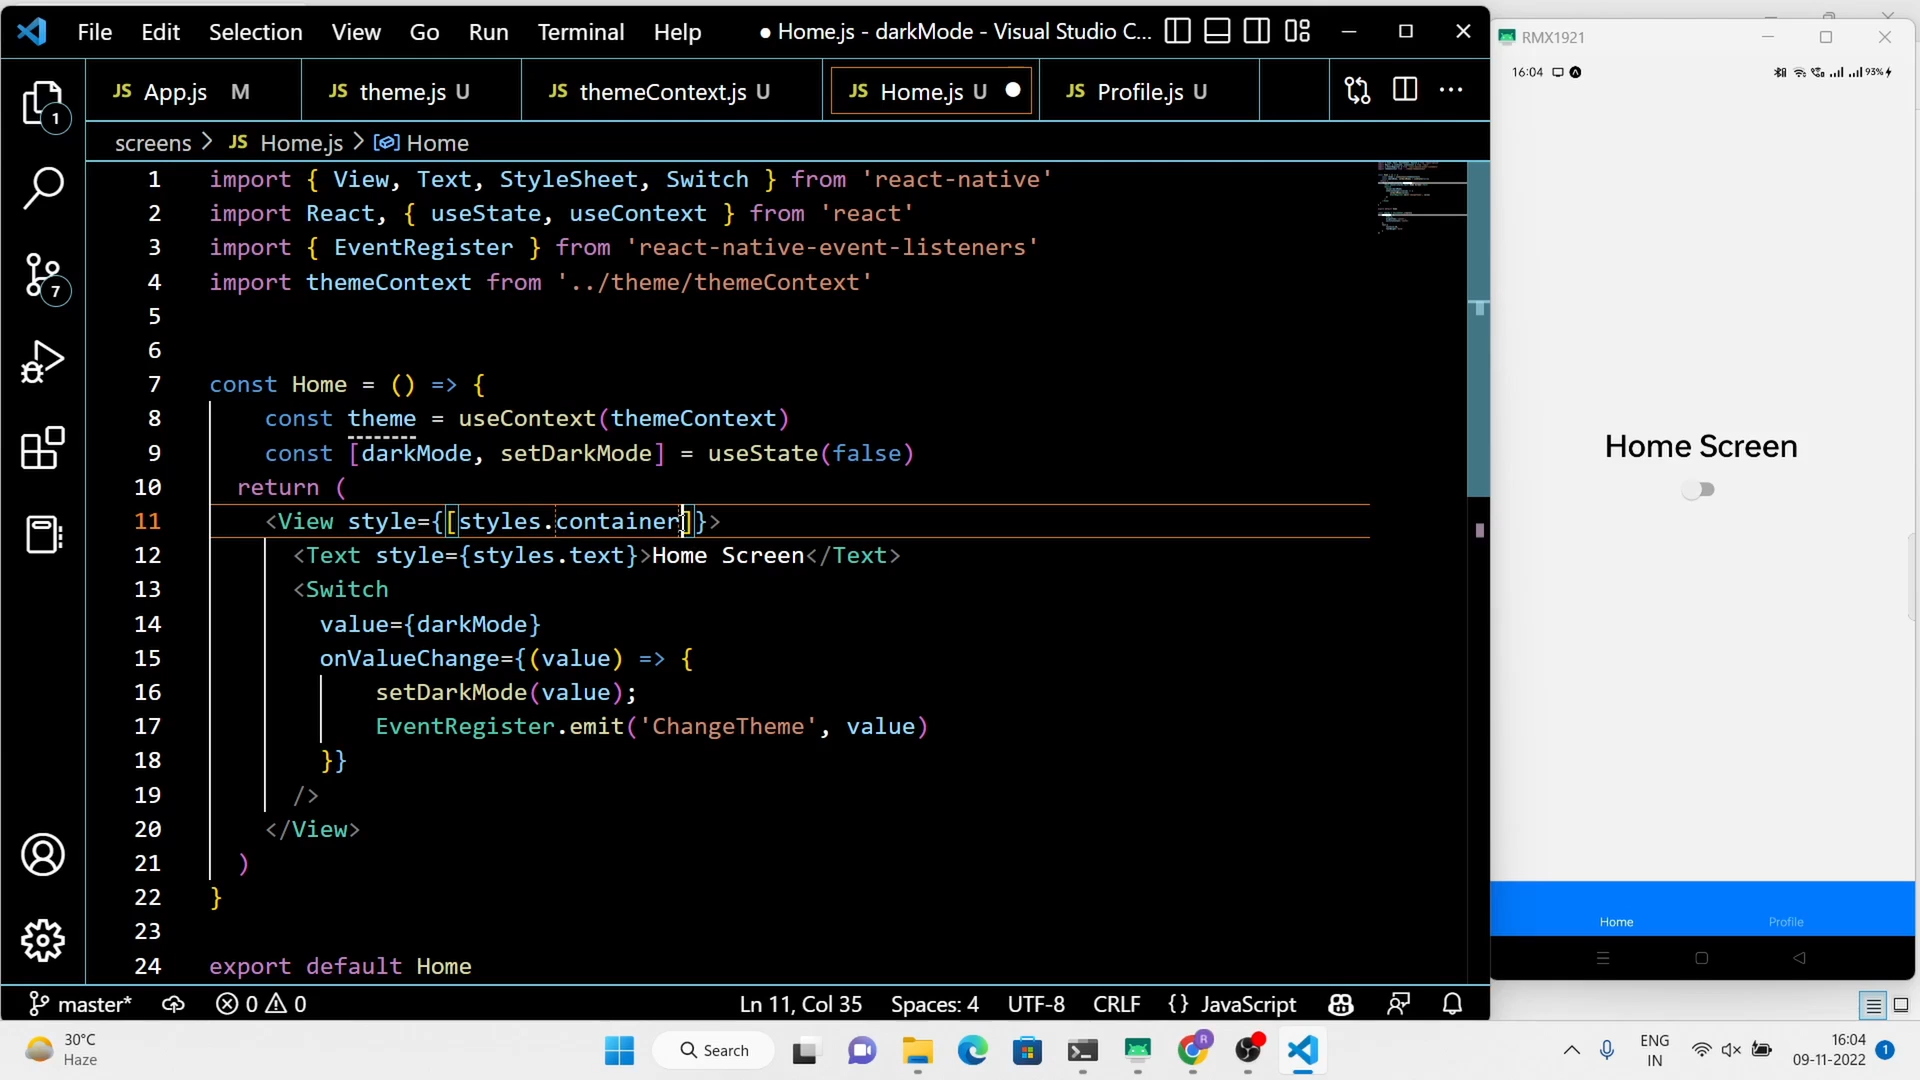 File Edit Selection View Go Run Terminal Help ● Home.js - darkMode - Visual Studio C...
JS App.js M JS theme.js U JS themeContext.js U JS Home.js U JS Profile.js U
screens > JS Home.js > Home
1 import { View, Text, StyleSheet, Switch } from 'react-native'
2 import React, { useState, useContext } from 'react'
3 import { EventRegister } from 'react-native-event-listeners'
4 import themeContext from '../theme/themeContext'
5
6
7 const Home = () => {
8 const theme = useContext(themeContext)
9 const [darkMode, setDarkMode] = useState(false)
10 return (
11 <View style={[styles.container]}>
12 <Text style={styles.text}>Home Screen</Text>
13 <Switch
14 value={darkMode}
15 onValueChange={(value) => {
16 setDarkMode(value);
17 EventRegister.emit('ChangeTheme', value)
18 }}
19 />
20 </View>
21 )
22 }
23
24 export default Home
1
7
master* 0 0 Ln 11, Col 35 Spaces: 4 UTF-8 CRLF {} JavaScript
RMX1921
16:04 93%
Home Screen
Home Profile
30°C
Haze
Search
R
ENG
IN
16:04
09-11-2022
1